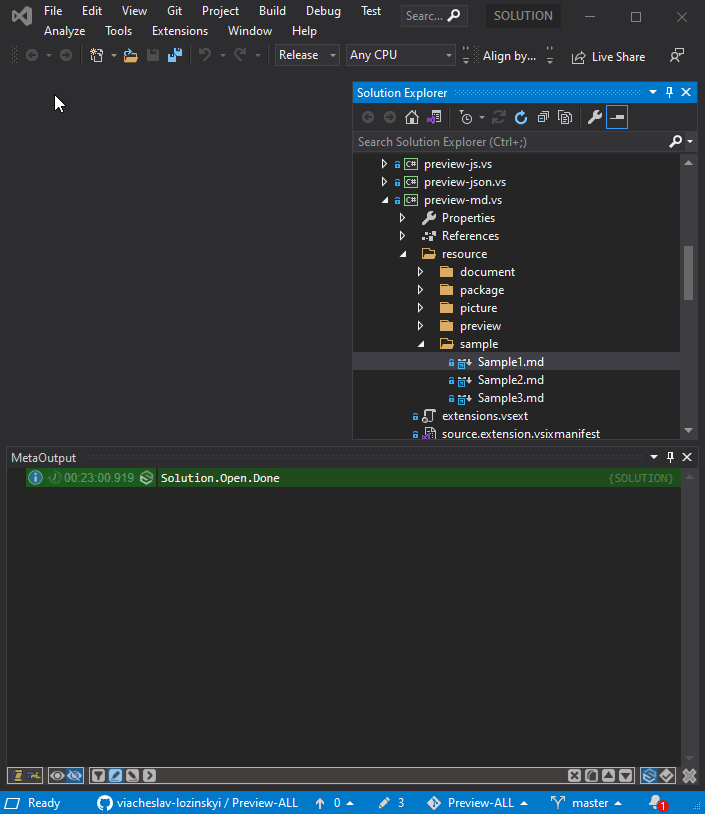 File Edit View Git Project Build Debug Test Searc... SOLUTION
Analyze Tools Extensions Window Help
Release Any CPU Align by... Live Share
Solution Explorer
Search Solution Explorer (Ctrl+;)
preview-js.vs
preview-json.vs
preview-md.vs
Properties
References
resource
document
package
picture
preview
sample
Sample1.md
Sample2.md
Sample3.md
extensions.vsext
source.extension.vsixmanifest
MetaOutput
00:23:00.919 Solution.Open.Done {SOLUTION}
Ready viacheslav-lozinskyi / Preview-ALL 0 3 Preview-ALL master 1